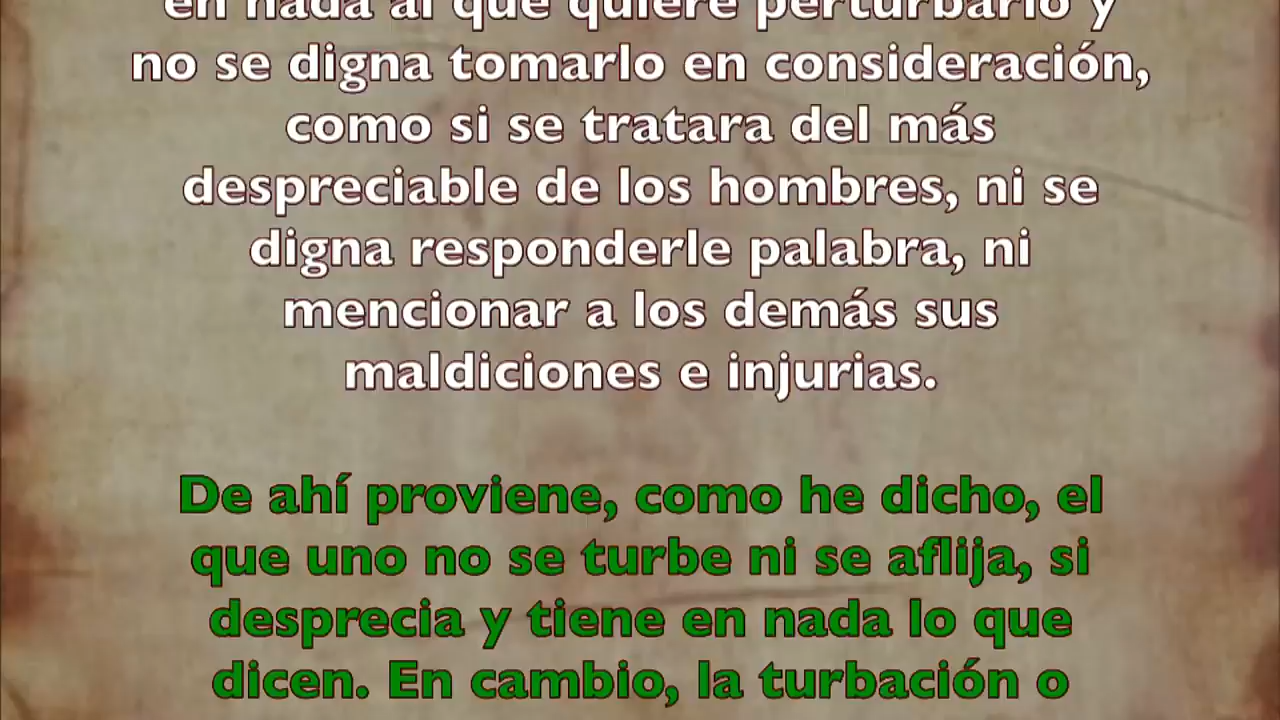 en nada al que quiere perturbarlo y
no se digna tomarlo en consideración,
como si se tratara del más
despreciable de los hombres, ni se
digna responderle palabra, ni
mencionar a los demás sus
maldiciones e injurias.
De ahí proviene, como he dicho, el
que uno no se turbe ni se aflija, si
desprecia y tiene en nada lo que
dicen. En cambio, la turbación o